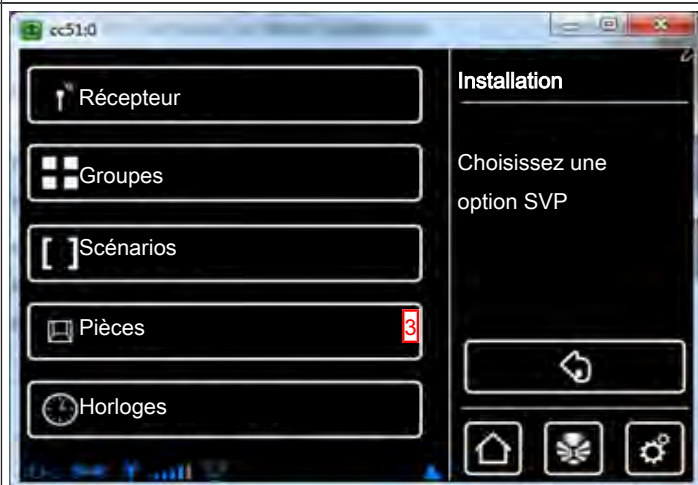 cc51:0
Récepteur
Groupes
Scénarios
Pièces 3
Horloges
Installation
Choisissez une
option SVP